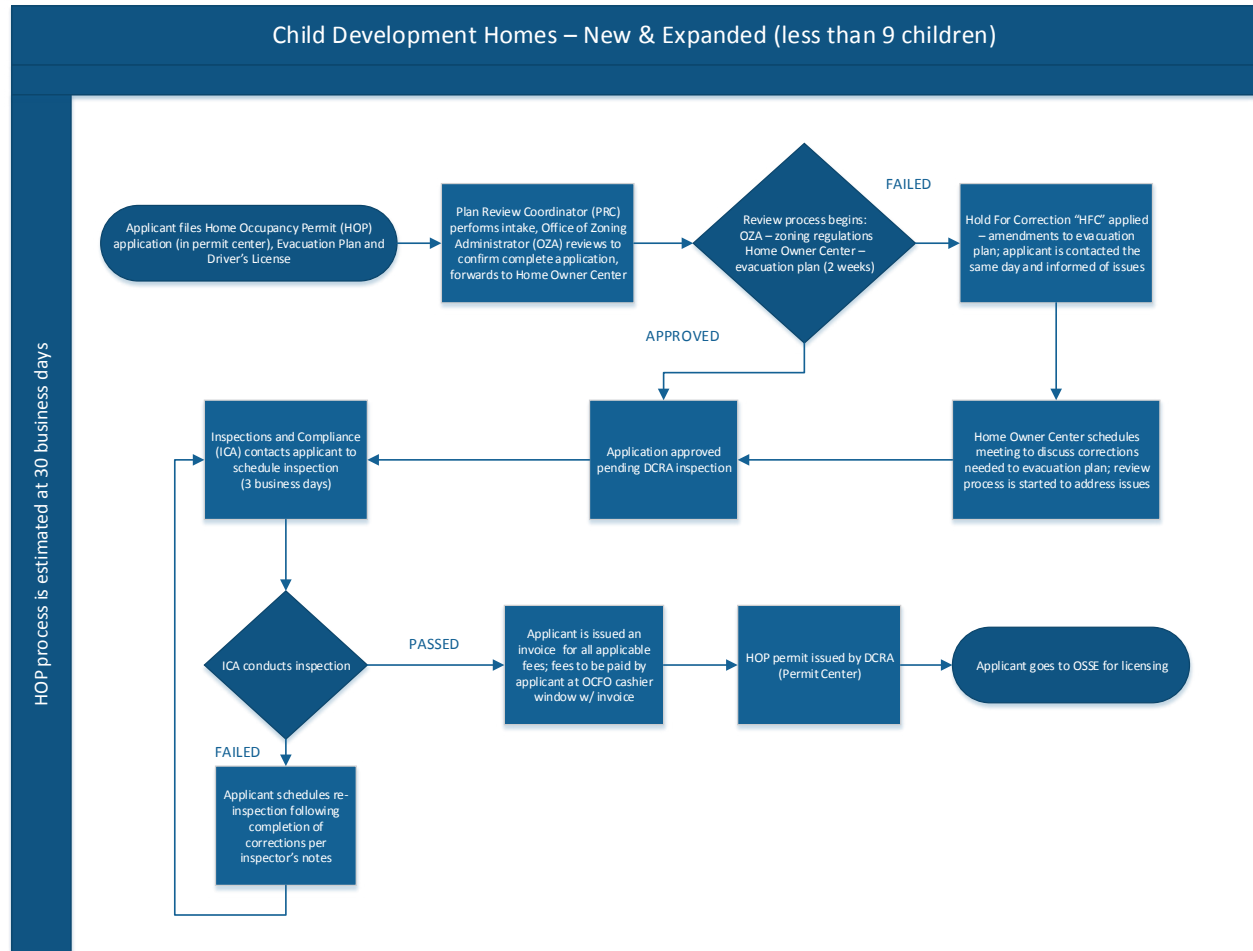 Child Development Homes – New & Expanded (less than 9 children)
HOP process is estimated at 30 business days
Applicant files Home Occupancy Permit (HOP)
application (in permit center), Evacuation Plan and
Driver's License
Plan Review Coordinator (PRC)
performs intake, Office of Zoning
Administrator (OZA) reviews to
confirm complete application,
forwards to Home Owner Center
Review process begins:
OZA – zoning regulations
Home Owner Center –
evacuation plan (2 weeks)
FAILED
Hold For Correction "HFC" applied
– amendments to evacuation
plan; applicant is contacted the
same day and informed of issues
APPROVED
Inspections and Compliance
(ICA) contacts applicant to
schedule inspection
(3 business days)
Application approved
pending DCRA inspection
Home Owner Center schedules
meeting to discuss corrections
needed to evacuation plan; review
process is started to address issues
ICA conducts inspection
PASSED
Applicant is issued an
invoice for all applicable
fees; fees to be paid by
applicant at OCFO cashier
window w/ invoice
HOP permit issued by DCRA
(Permit Center)
Applicant goes to OSSE for licensing
FAILED
Applicant schedules re-
inspection following
completion of
corrections per
inspector's notes